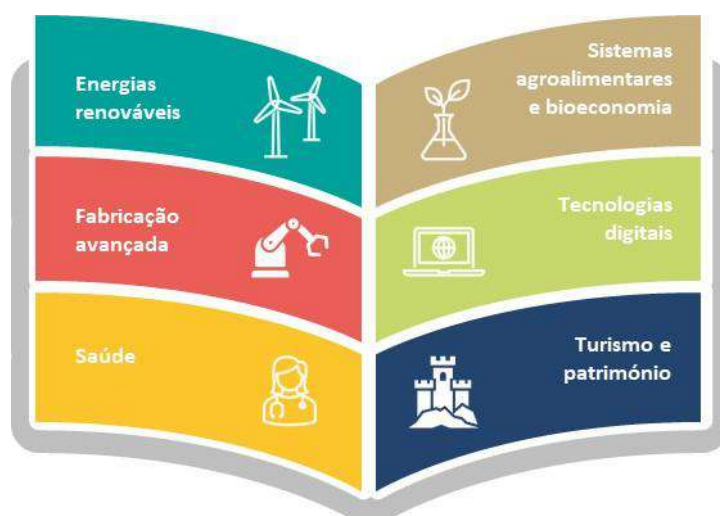 Energias
renováveis
Fabricação
avançada
Saúde
Sistemas
agroalimentares
e bioeconomia
Tecnologias
digitais
Turismo e
património